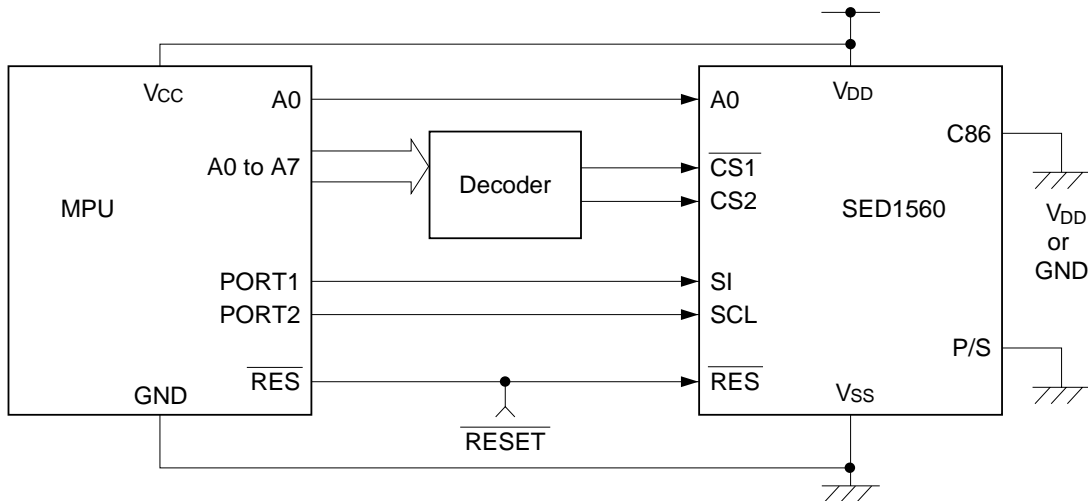 VCC
A0
A0 to A7
MPU
PORT1
PORT2
RES
GND
Decoder
RESET
A0
VDD
C86
CS1
CS2
SED1560
VDD
or
GND
SI
SCL
P/S
RES
VSS